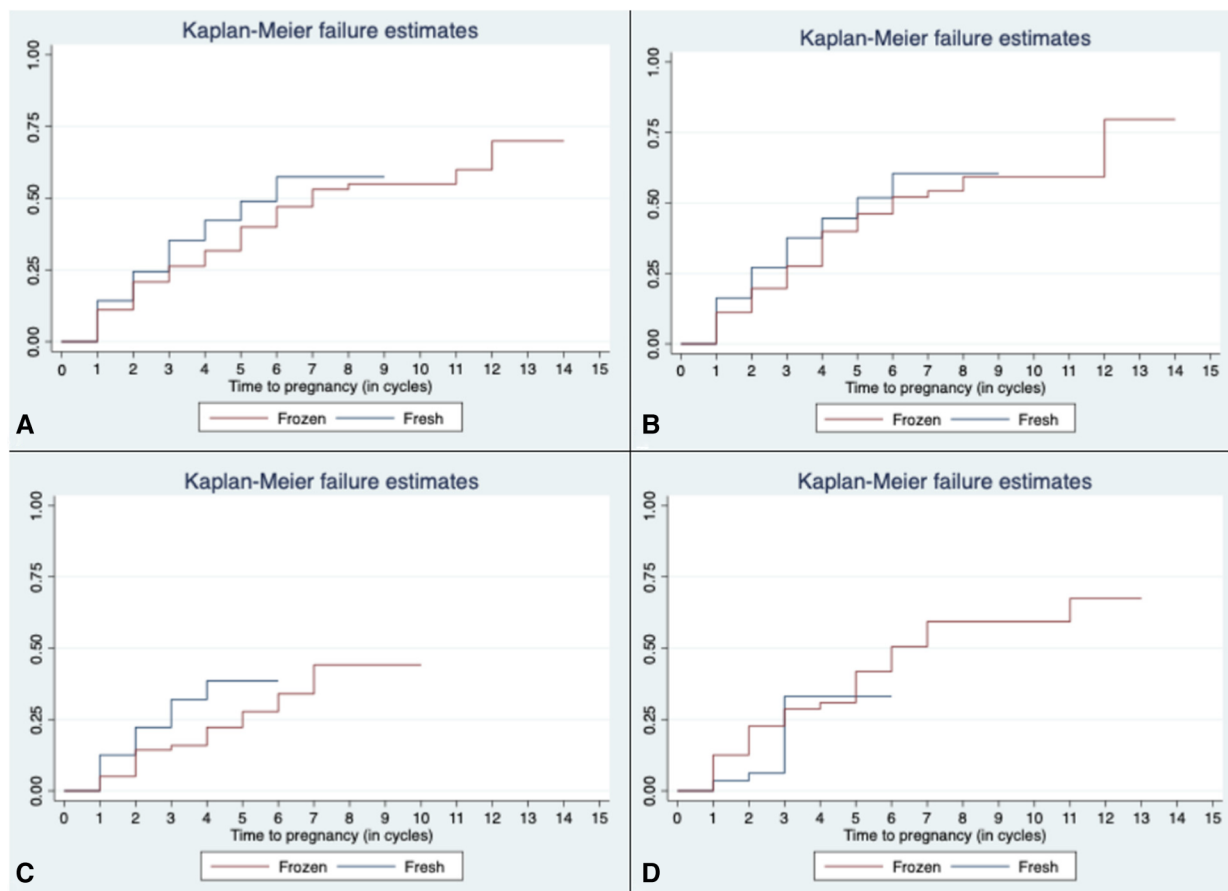 Kaplan-Meier failure estimates
1.00
0.75
0.50
0.25
0.00
0 1 2 3 4 5 6 7 8 9 10 11 12 13 14 15
Time to pregnancy (in cycles)
Frozen Fresh
A
Kaplan-Meier failure estimates
1.00
0.75
0.50
0.25
0.00
0 1 2 3 4 5 6 7 8 9 10 11 12 13 14 15
Time to pregnancy (in cycles)
Frozen Fresh
B
Kaplan-Meier failure estimates
1.00
0.75
0.50
0.25
0.00
0 1 2 3 4 5 6 7 8 9 10 11 12 13 14 15
Time to pregnancy (in cycles)
Frozen Fresh
C
Kaplan-Meier failure estimates
1.00
0.75
0.50
0.25
0.00
0 1 2 3 4 5 6 7 8 9 10 11 12 13 14 15
Time to pregnancy (in cycles)
Frozen Fresh
D